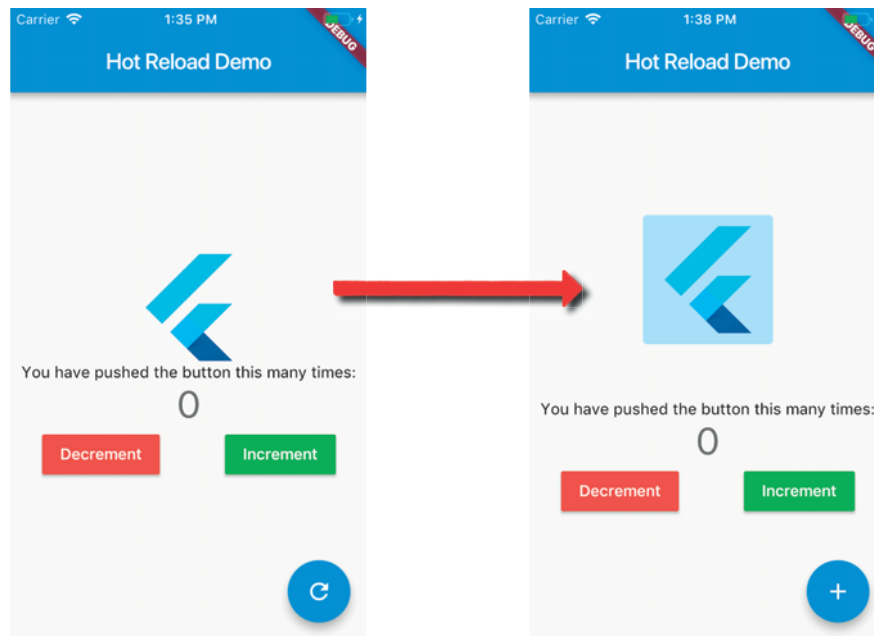 Carrier 1:35 PM
DEBUG
Hot Reload Demo
You have pushed the button this many times:
0
Decrement Increment
Carrier 1:38 PM
DEBUG
Hot Reload Demo
You have pushed the button this many times:
0
Decrement Increment
+